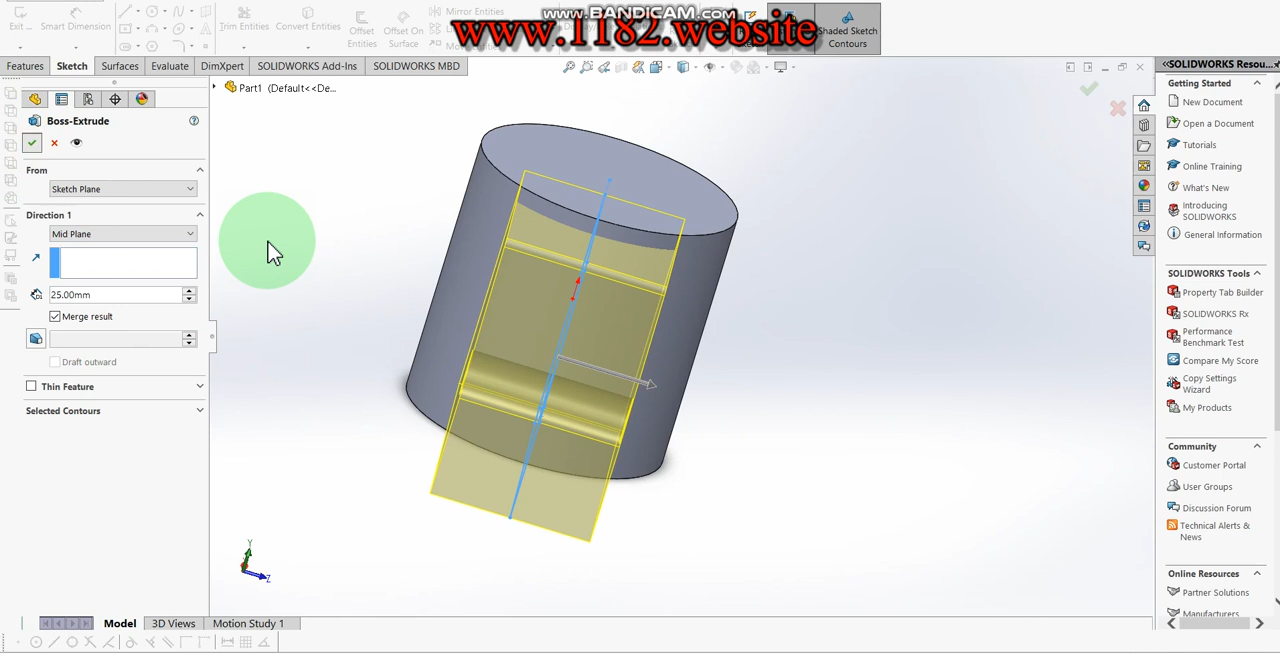 www.BANDICAM.COM
www.1182.website
Exit
Smart Dimension
Trim Entities
Convert Entities
Offset
Entities
Offset On
Surface
Mirror Entities
Shaded Sketch
Contours
Features
Sketch
Surfaces
Evaluate
DimXpert
SOLIDWORKS Add-Ins
SOLIDWORKS MBD
Part1 (Default<<De...
Boss-Extrude
From
Sketch Plane
Direction 1
Mid Plane
25.00mm
Merge result
Draft outward
Thin Feature
Selected Contours
Y
Z
Model
3D Views
Motion Study 1
SOLIDWORKS Resou...
Getting Started
New Document
Open a Document
Tutorials
Online Training
What's New
Introducing
SOLIDWORKS
General Information
SOLIDWORKS Tools
Property Tab Builder
SOLIDWORKS Rx
Performance
Benchmark Test
Compare My Score
Copy Settings
Wizard
My Products
Community
Customer Portal
User Groups
Discussion Forum
Technical Alerts &
News
Online Resources
Partner Solutions
Manufacturers